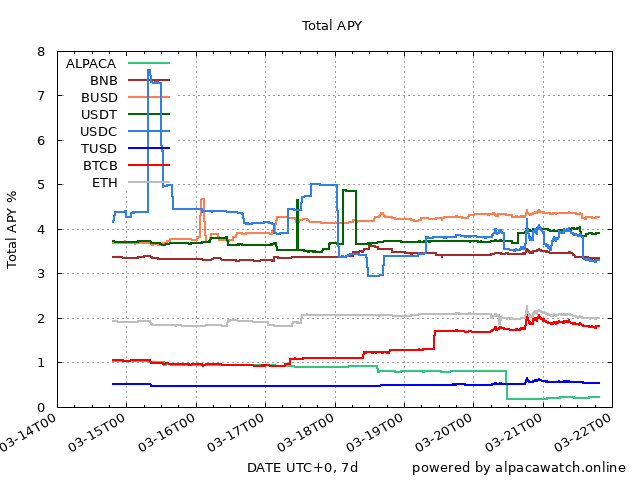 Total APY
8
7
6
5
4
3
2
1
0
Total APY %
ALPACA
BNB
BUSD
USDT
USDC
TUSD
BTCB
ETH
03-14T00
03-15T00
03-16T00
03-17T00
03-18T00
03-19T00
03-20T00
03-21T00
03-22T00
DATE UTC+0, 7d
powered by alpacawatch.online